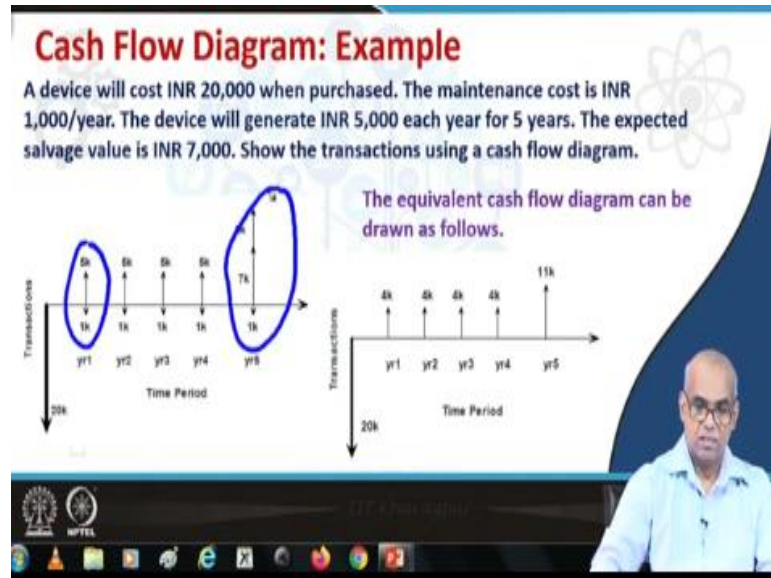 Cash Flow Diagram: Example
A device will cost INR 20,000 when purchased. The maintenance cost is INR
1,000/year. The device will generate INR 5,000 each year for 5 years. The expected
salvage value is INR 7,000. Show the transactions using a cash flow diagram.
The equivalent cash flow diagram can be
drawn as follows.
5k 5k 5k 5k
7k
1k 1k 1k 1k 1k
yr1 yr2 yr3 yr4 yr5
Time Period
Transactions
20k
11k
4k 4k 4k 4k
yr1 yr2 yr3 yr4 yr5
Time Period
Transactions
20k
NPTEL